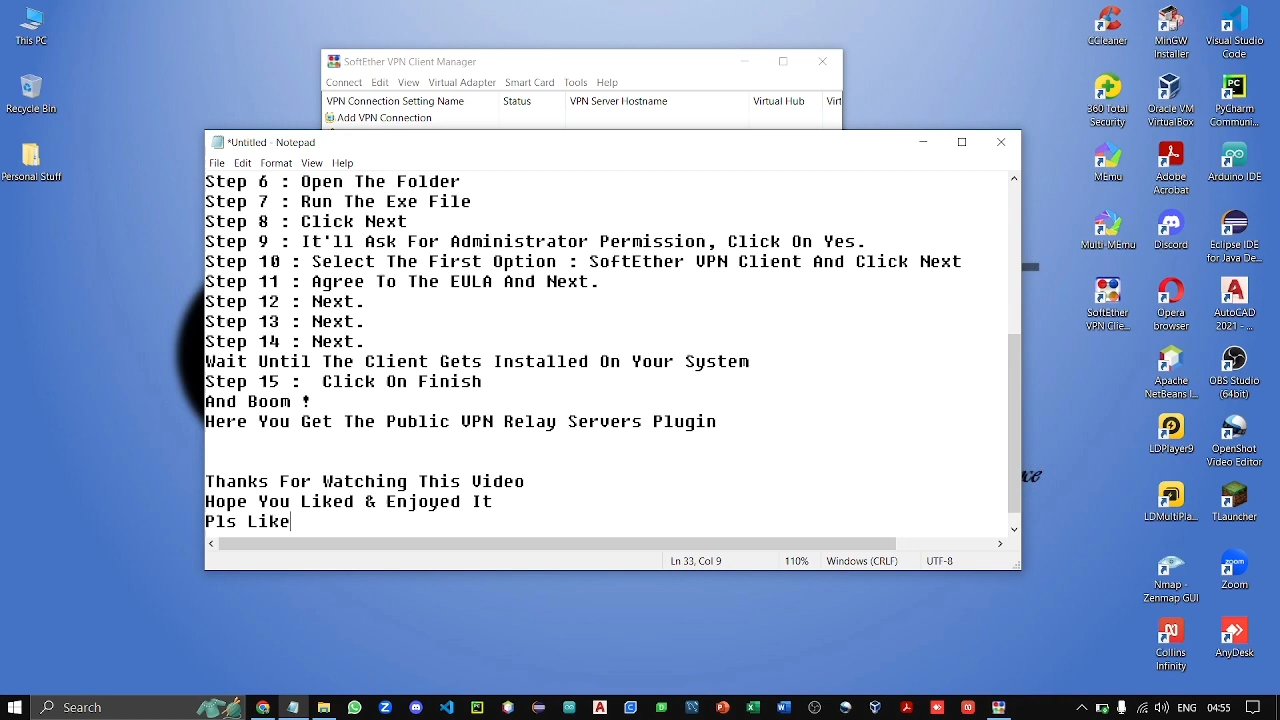 This PC
Recycle Bin
Personal Stuff
SoftEther VPN Client Manager
Connect Edit View Virtual Adapter Smart Card Tools Help
VPN Connection Setting Name Status VPN Server Hostname Virtual Hub Virt
Add VPN Connection
*Untitled - Notepad
File Edit Format View Help
Step 6 : Open The Folder
Step 7 : Run The Exe File
Step 8 : Click Next
Step 9 : It'll Ask For Administrator Permission, Click On Yes.
Step 10 : Select The First Option : SoftEther VPN Client And Click Next
Step 11 : Agree To The EULA And Next.
Step 12 : Next.
Step 13 : Next.
Step 14 : Next.
Wait Until The Client Gets Installed On Your System
Step 15 :  Click On Finish
And Boom !
Here You Get The Public VPN Relay Servers Plugin
Thanks For Watching This Video
Hope You Liked & Enjoyed It
Pls Like
Ln 33, Col 9 110% Windows (CRLF) UTF-8
CCleaner
MinGW
Installer
Visual Studio
Code
360 Total
Security
Oracle VM
VirtualBox
PyCharm
Communi...
MEmu
Adobe
Acrobat
Arduino IDE
Multi-MEmu
Discord
Eclipse IDE
for Java De...
SoftEther
VPN Clie...
Opera
browser
AutoCAD
2021 - ...
Apache
NetBeans I...
OBS Studio
(64bit)
LDPlayer9
OpenShot
Video Editor
LDMultiPla...
TLauncher
Nmap -
Zenmap GUI
Zoom
Collins
Infinity
AnyDesk
Search
ENG 04:55